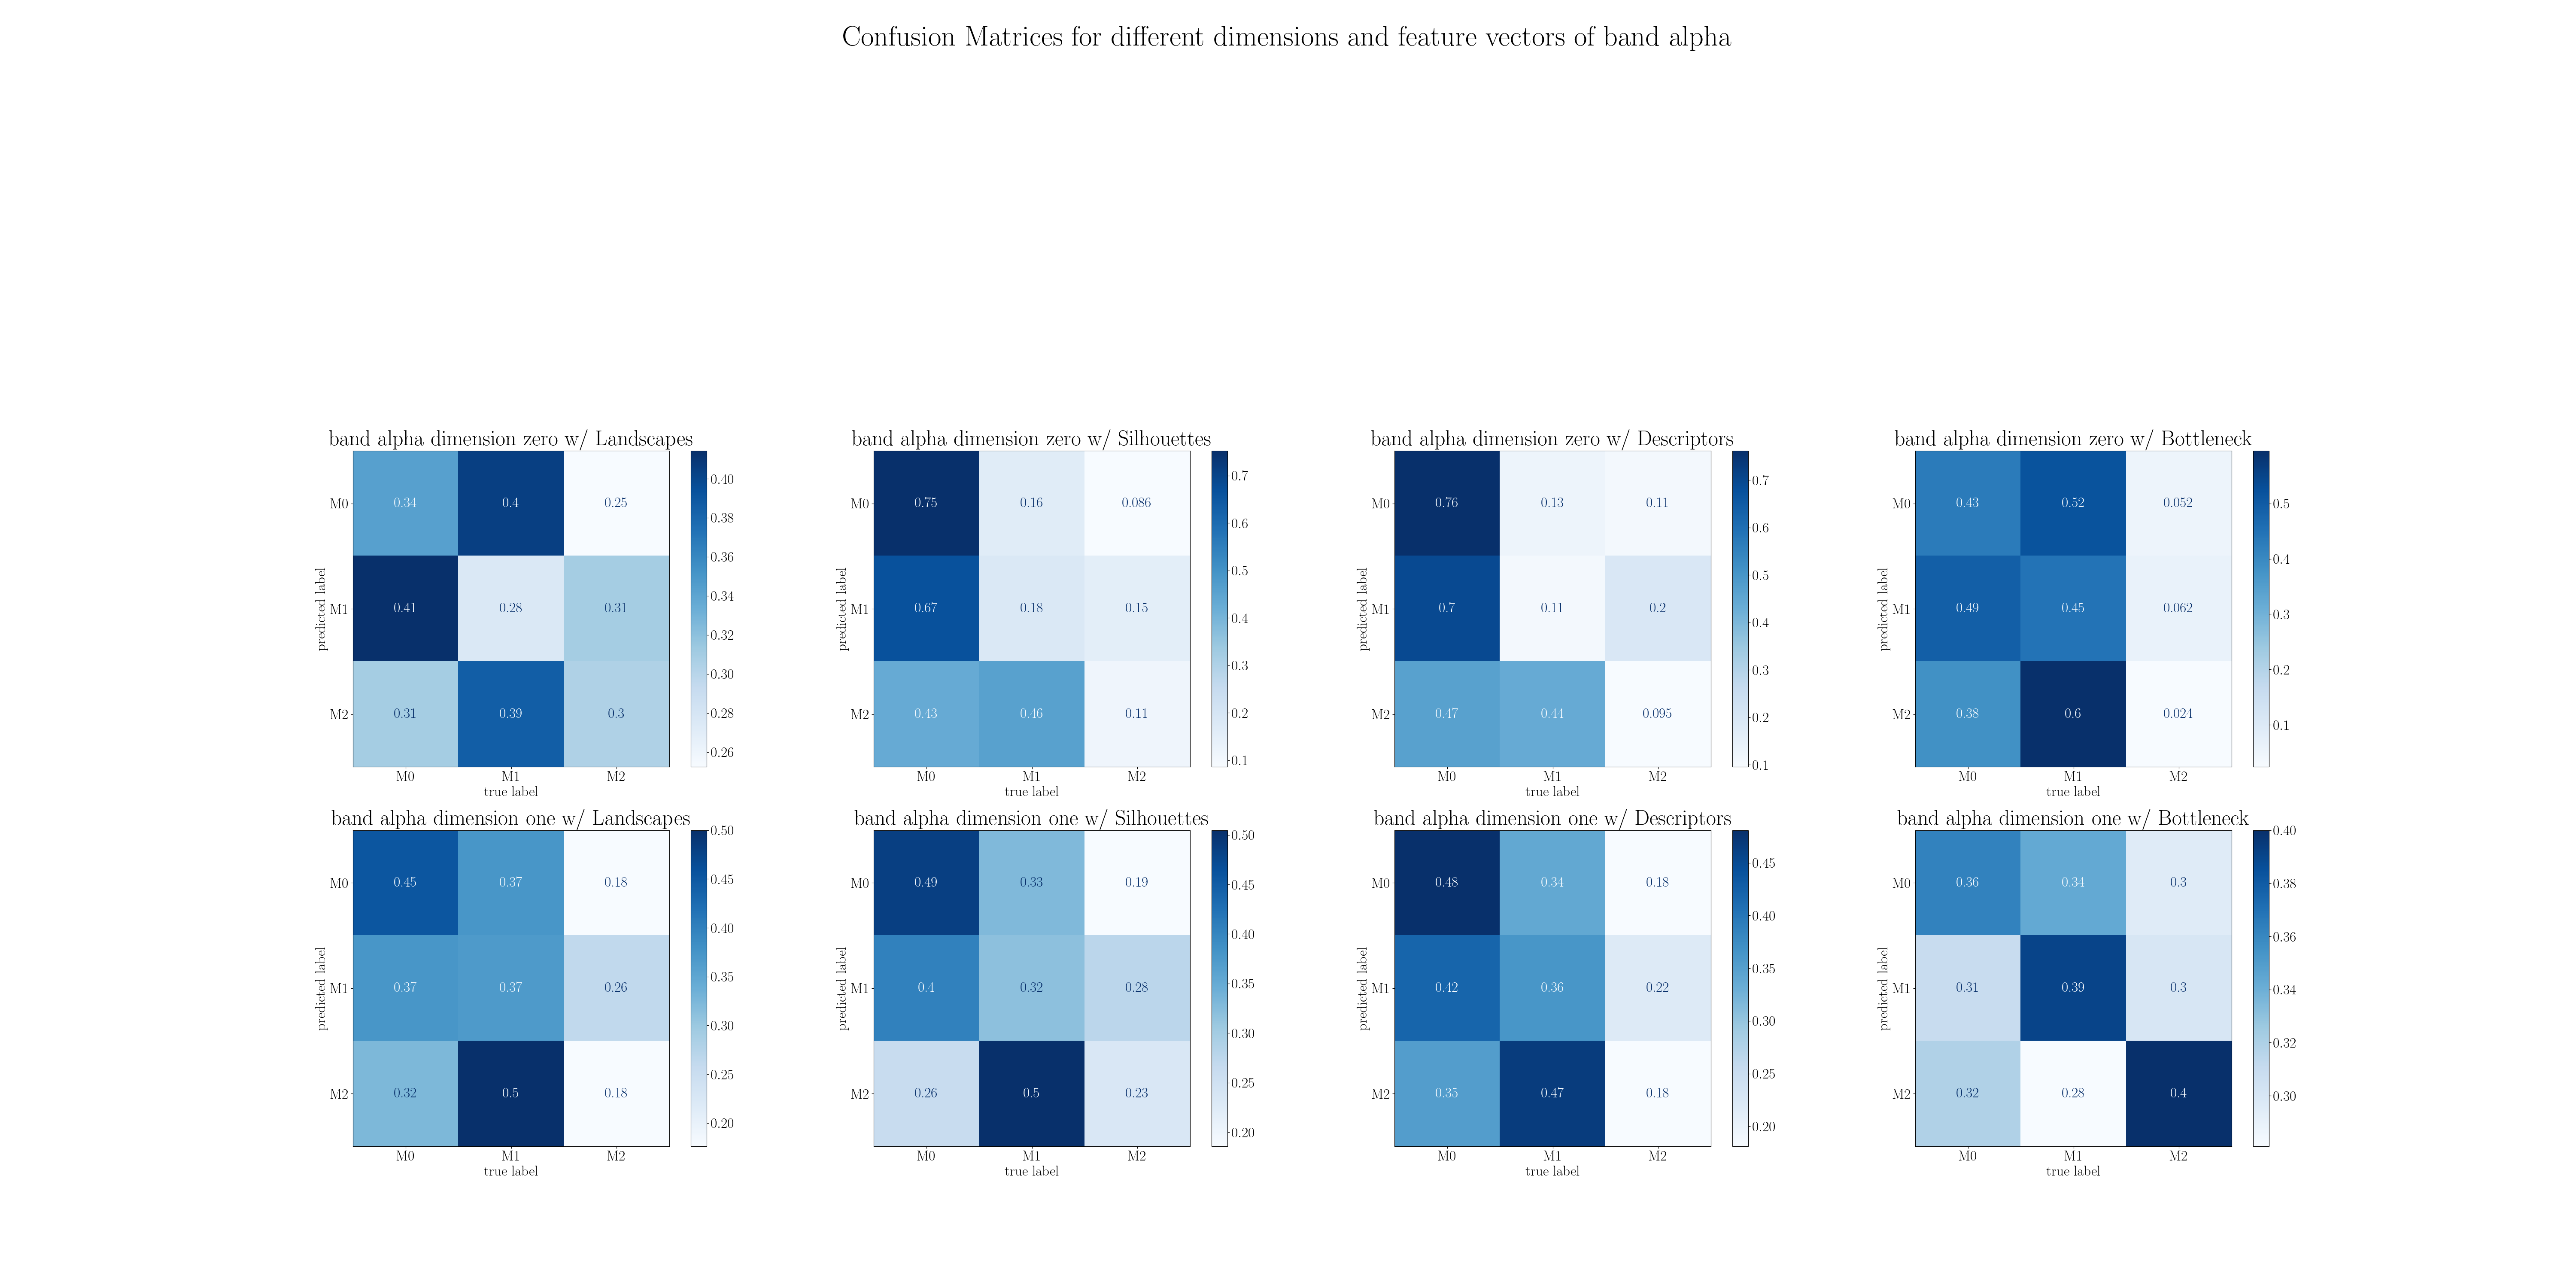 Confusion Matrices for different dimensions and feature vectors of band alpha
band alpha dimension zero w/ Landscapes
predicted label
M0 0.34 0.4 0.25
M1 0.41 0.28 0.31
M2 0.31 0.39 0.3
M0 M1 M2
true label
0.40
0.38
0.36
0.34
0.32
0.30
0.28
0.26
band alpha dimension zero w/ Silhouettes
predicted label
M0 0.75 0.16 0.086
M1 0.67 0.18 0.15
M2 0.43 0.46 0.11
M0 M1 M2
true label
0.7
0.6
0.5
0.4
0.3
0.2
0.1
band alpha dimension zero w/ Descriptors
predicted label
M0 0.76 0.13 0.11
M1 0.7 0.11 0.2
M2 0.47 0.44 0.095
M0 M1 M2
true label
0.7
0.6
0.5
0.4
0.3
0.2
0.1
band alpha dimension zero w/ Bottleneck
predicted label
M0 0.43 0.52 0.052
M1 0.49 0.45 0.062
M2 0.38 0.6 0.024
M0 M1 M2
true label
0.5
0.4
0.3
0.2
0.1
band alpha dimension one w/ Landscapes
predicted label
M0 0.45 0.37 0.18
M1 0.37 0.37 0.26
M2 0.32 0.5 0.18
M0 M1 M2
true label
0.50
0.45
0.40
0.35
0.30
0.25
0.20
band alpha dimension one w/ Silhouettes
predicted label
M0 0.49 0.33 0.19
M1 0.4 0.32 0.28
M2 0.26 0.5 0.23
M0 M1 M2
true label
0.50
0.45
0.40
0.35
0.30
0.25
0.20
band alpha dimension one w/ Descriptors
predicted label
M0 0.48 0.34 0.18
M1 0.42 0.36 0.22
M2 0.35 0.47 0.18
M0 M1 M2
true label
0.45
0.40
0.35
0.30
0.25
0.20
band alpha dimension one w/ Bottleneck
predicted label
M0 0.36 0.34 0.3
M1 0.31 0.39 0.3
M2 0.32 0.28 0.4
M0 M1 M2
true label
0.40
0.38
0.36
0.34
0.32
0.30